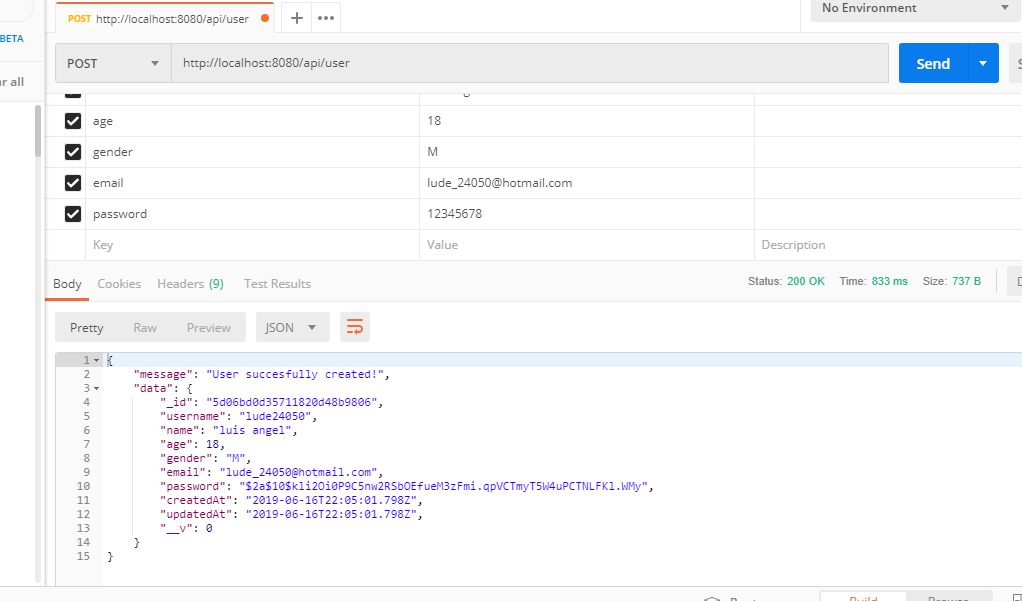 POST http://localhost:8080/api/user
No Environment
BETA
POST http://localhost:8080/api/user Send
all
age 18
gender M
email lude_24050@hotmail.com
password 12345678
Key Value Description
Body Cookies Headers (9) Test Results Status: 200 OK Time: 833 ms Size: 737 B
Pretty Raw Preview JSON
1 {
2 "message": "User succesfully created!",
3 "data": {
4 "_id": "5d06bd0d35711820d48b9806",
5 "username": "lude24050",
6 "name": "luis angel",
7 "age": 18,
8 "gender": "M",
9 "email": "lude_24050@hotmail.com",
10 "password": "$2a$10$kli2Oi0P9C5nw2RSbOEfueM3zFmi.qpVCTmyT5W4uPCTNLFKl.WMy",
11 "createdAt": "2019-06-16T22:05:01.798Z",
12 "updatedAt": "2019-06-16T22:05:01.798Z",
13 "__v": 0
14 }
15 }
Build Browse